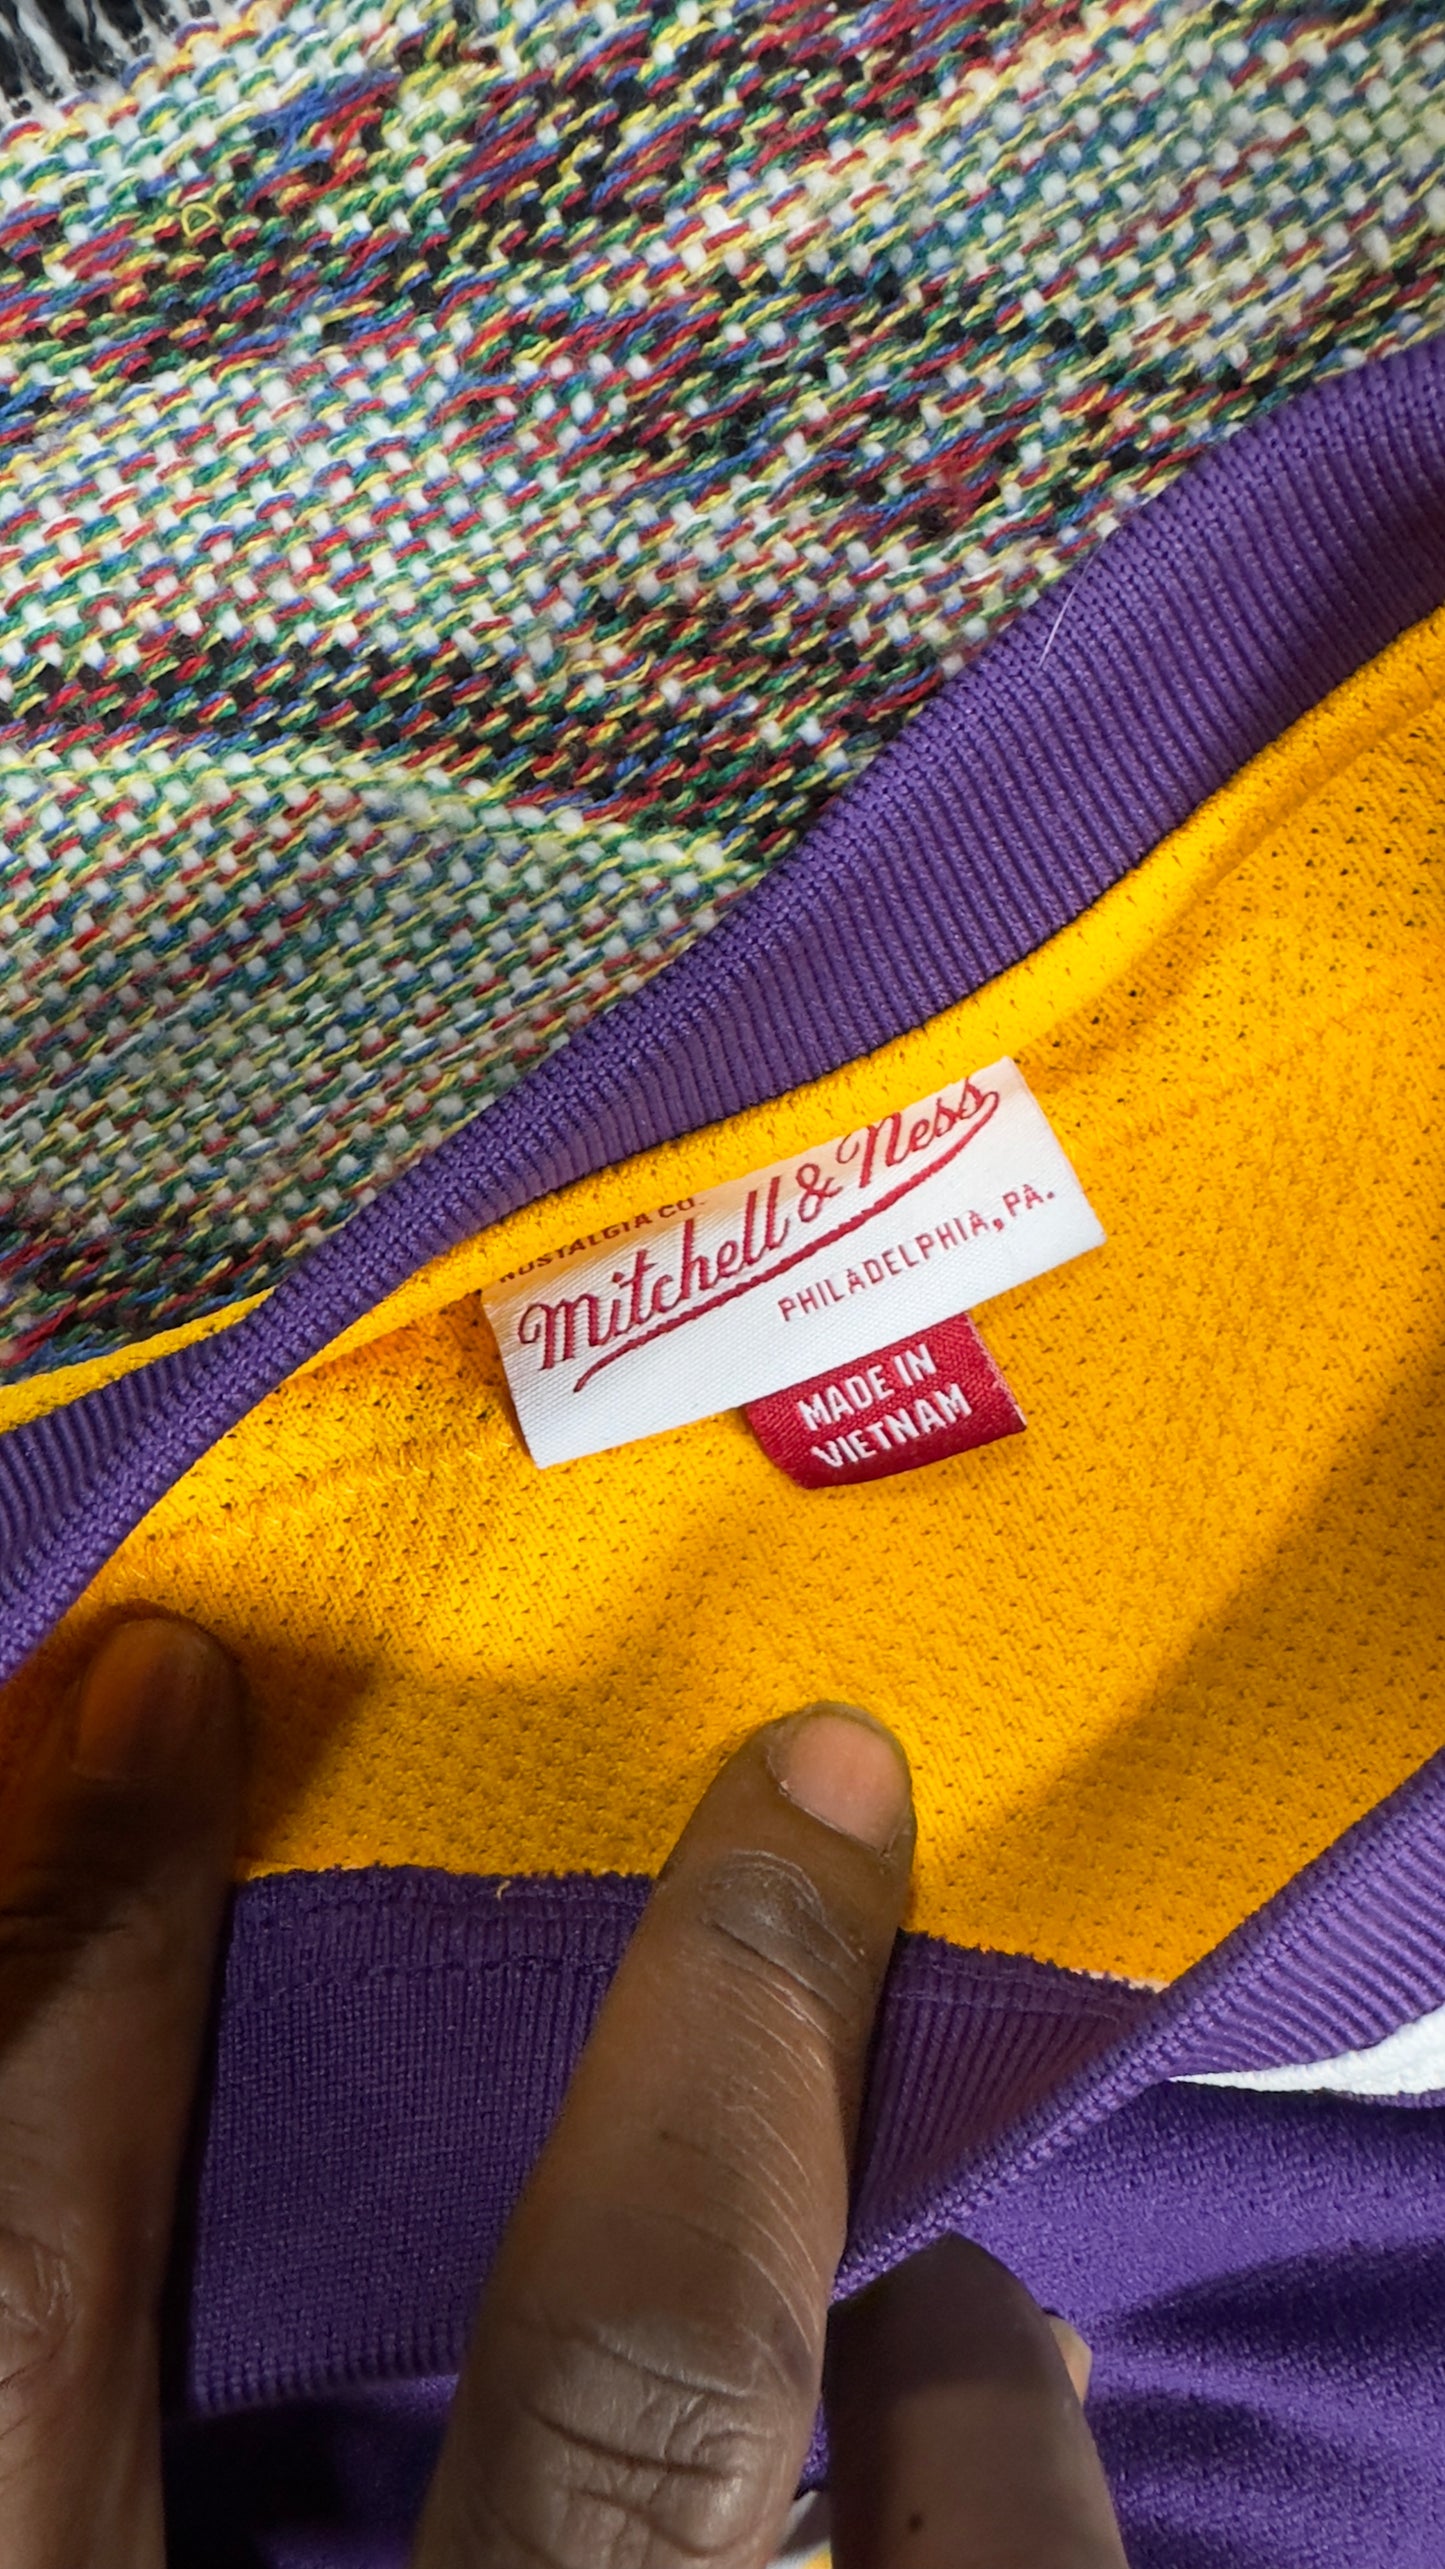 NOSTALGIA CO.
Mitchell & Ness
PHILADELPHIA, PA.
MADE IN
VIETNAM